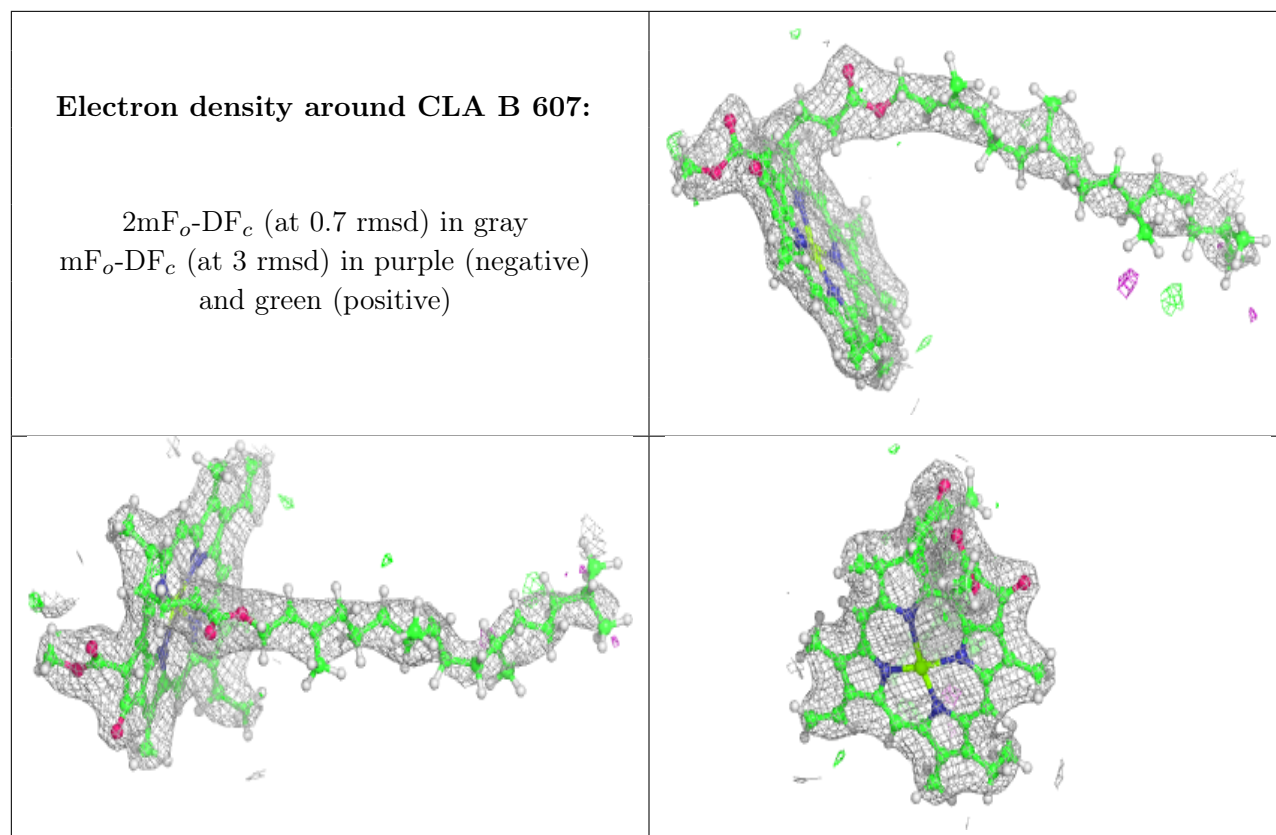 Electron density around CLA B 607:
2mFo-DFc (at 0.7 rmsd) in gray
mFo-DFc (at 3 rmsd) in purple (negative)
and green (positive)